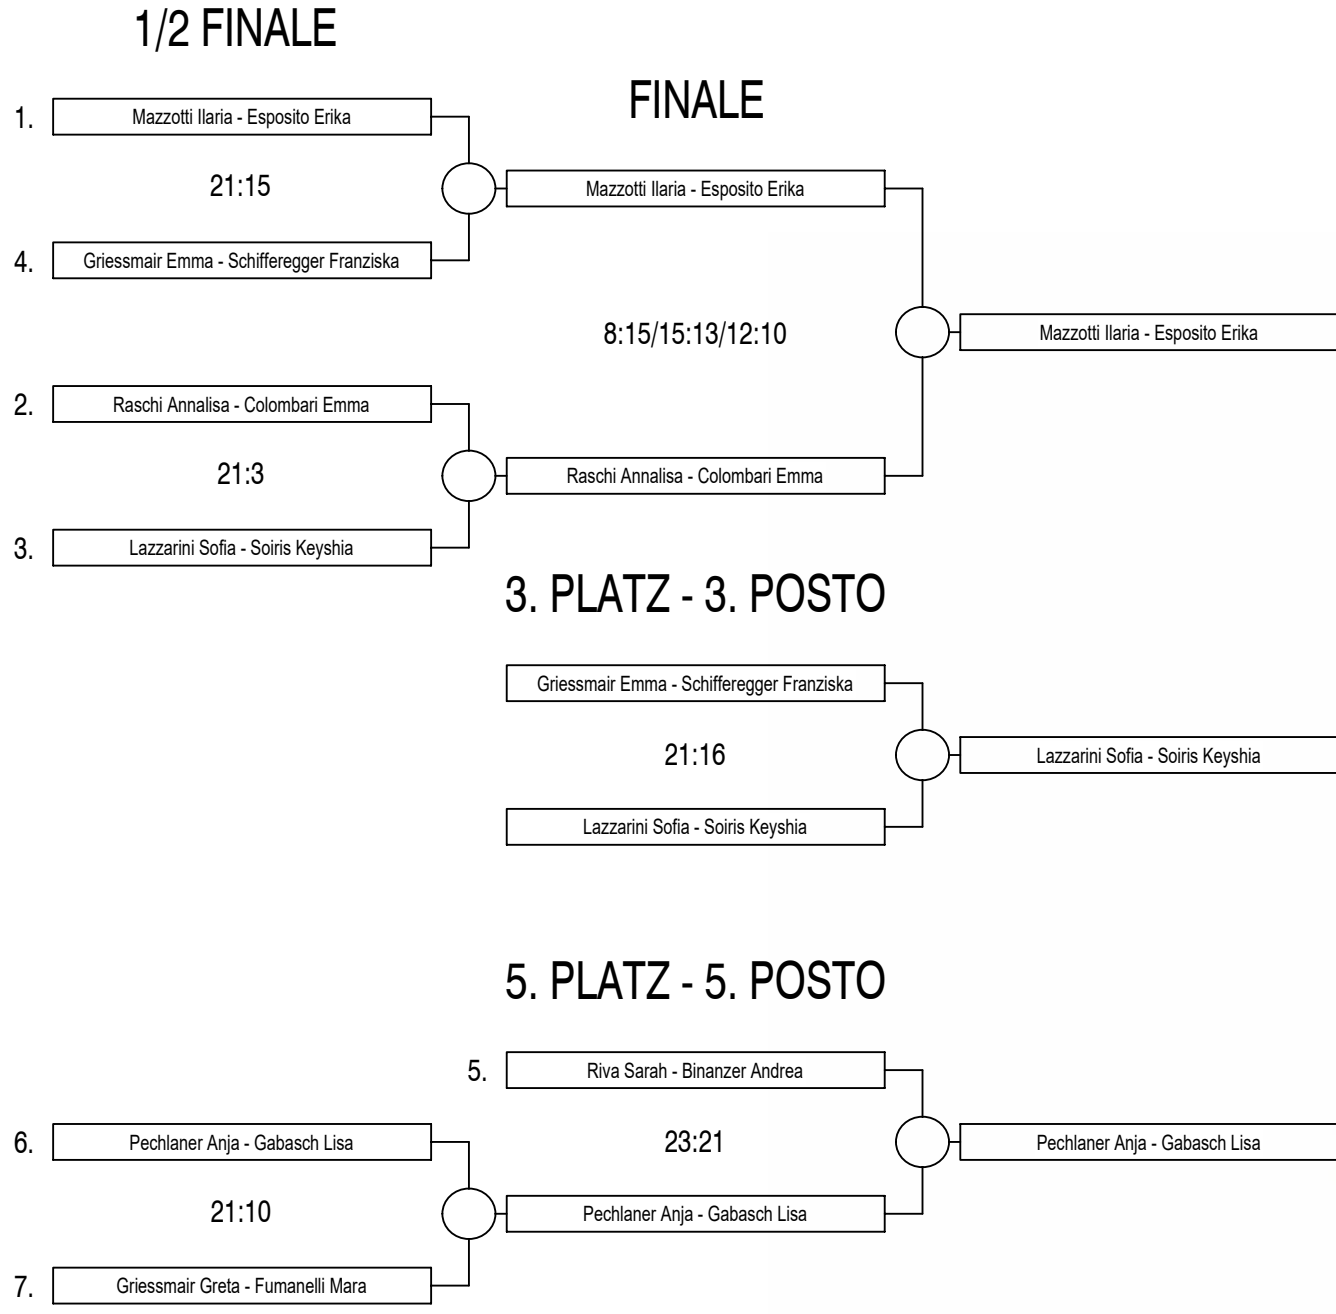 1/2 FINALE
FINALE
1. Mazzotti Ilaria - Esposito Erika
21:15
Mazzotti Ilaria - Esposito Erika
4. Griessmair Emma - Schifferegger Franziska
8:15/15:13/12:10
Mazzotti Ilaria - Esposito Erika
2. Raschi Annalisa - Colombari Emma
21:3
Raschi Annalisa - Colombari Emma
3. Lazzarini Sofia - Soiris Keyshia
3. PLATZ - 3. POSTO
Griessmair Emma - Schifferegger Franziska
21:16
Lazzarini Sofia - Soiris Keyshia
Lazzarini Sofia - Soiris Keyshia
5. PLATZ - 5. POSTO
5. Riva Sarah - Binanzer Andrea
6. Pechlaner Anja - Gabasch Lisa
23:21
Pechlaner Anja - Gabasch Lisa
21:10
Pechlaner Anja - Gabasch Lisa
7. Griessmair Greta - Fumanelli Mara